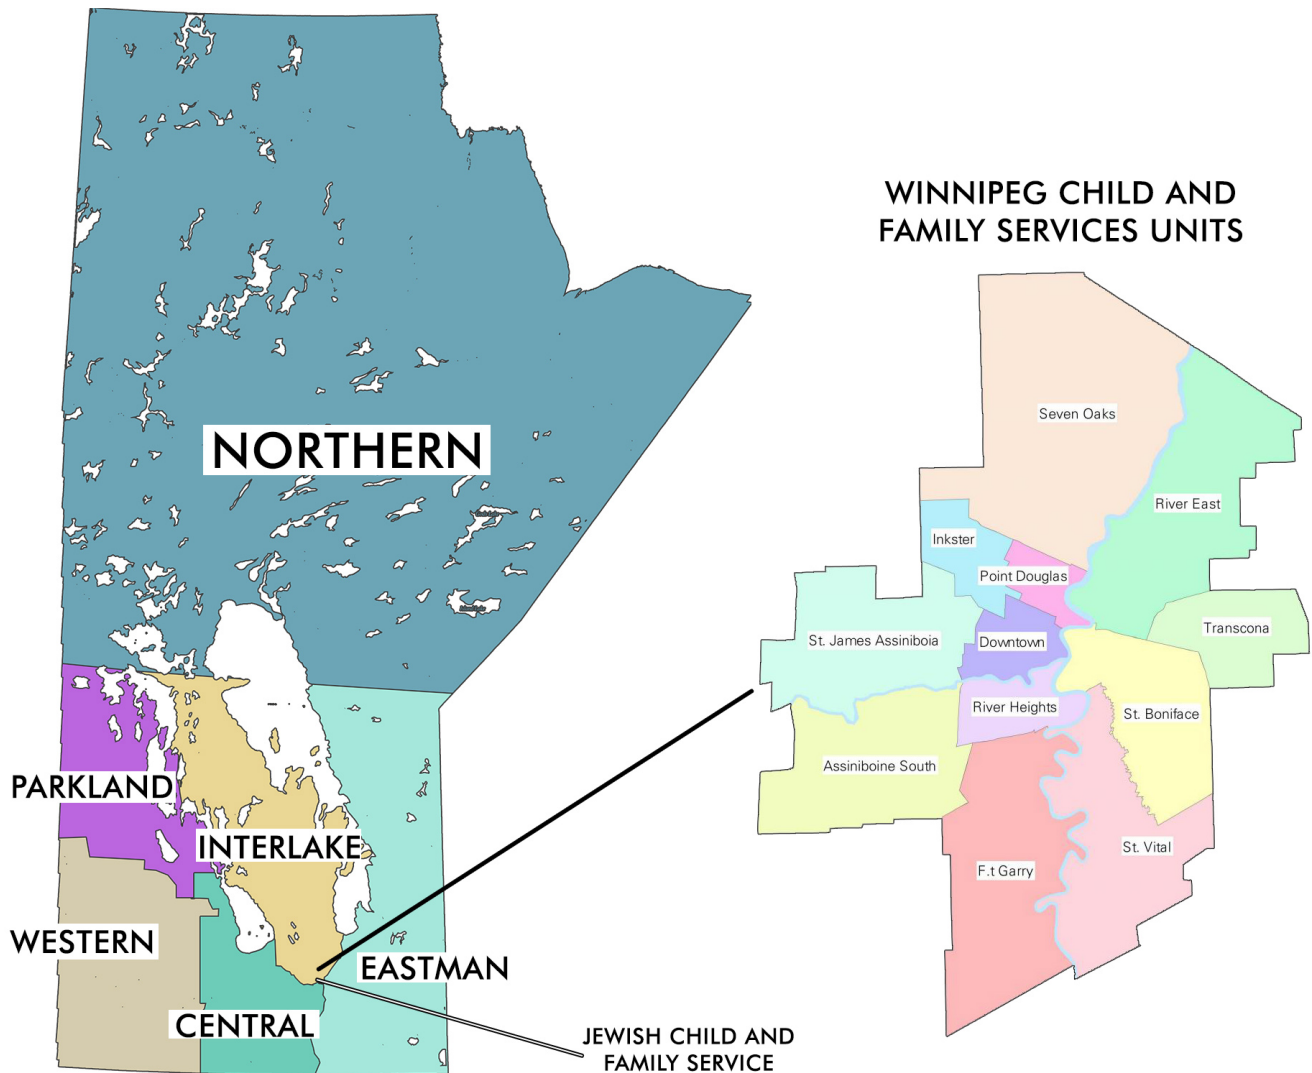 WINNIPEG CHILD AND
FAMILY SERVICES UNITS
NORTHERN
PARKLAND
INTERLAKE
WESTERN
EASTMAN
CENTRAL
JEWISH CHILD AND
FAMILY SERVICE
Seven Oaks
River East
Inkster
Point Douglas
Transcona
St. James Assiniboia
Downtown
River Heights
St. Boniface
Assiniboine South
St. Vital
F.t Garry